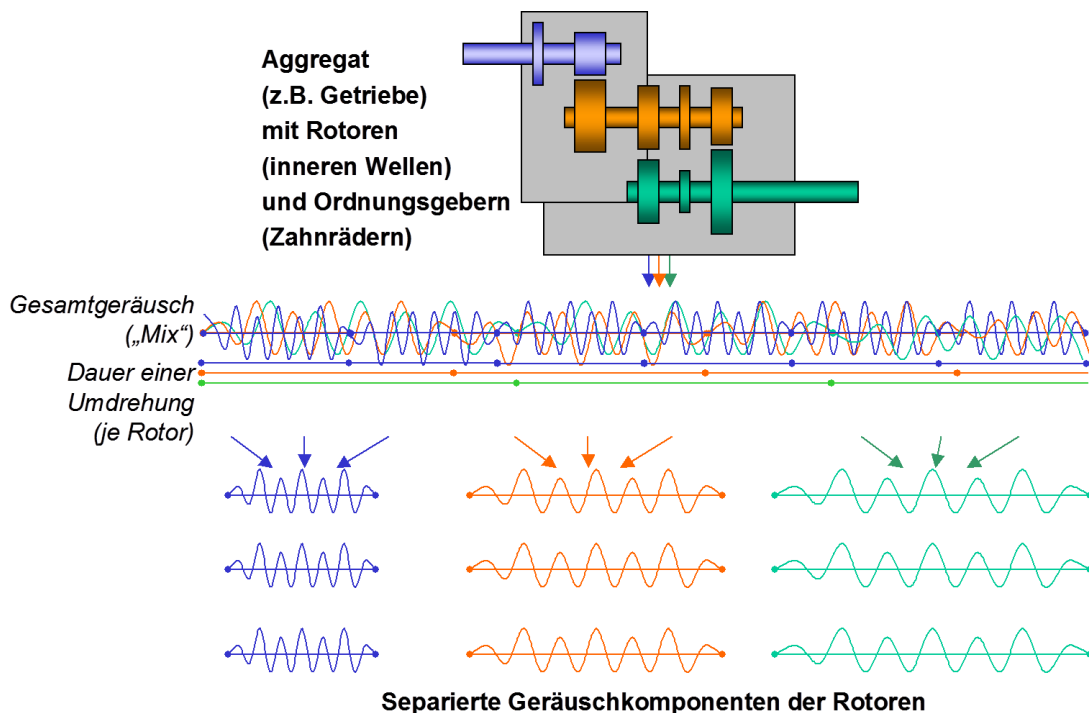 Aggregat
(z.B. Getriebe)
mit Rotoren
(inneren Wellen)
und Ordnungsgebern
(Zahnrädern)
Gesamtgeräusch
(„Mix“)
Dauer einer
Umdrehung
(je Rotor)
Separierte Geräuschkomponenten der Rotoren